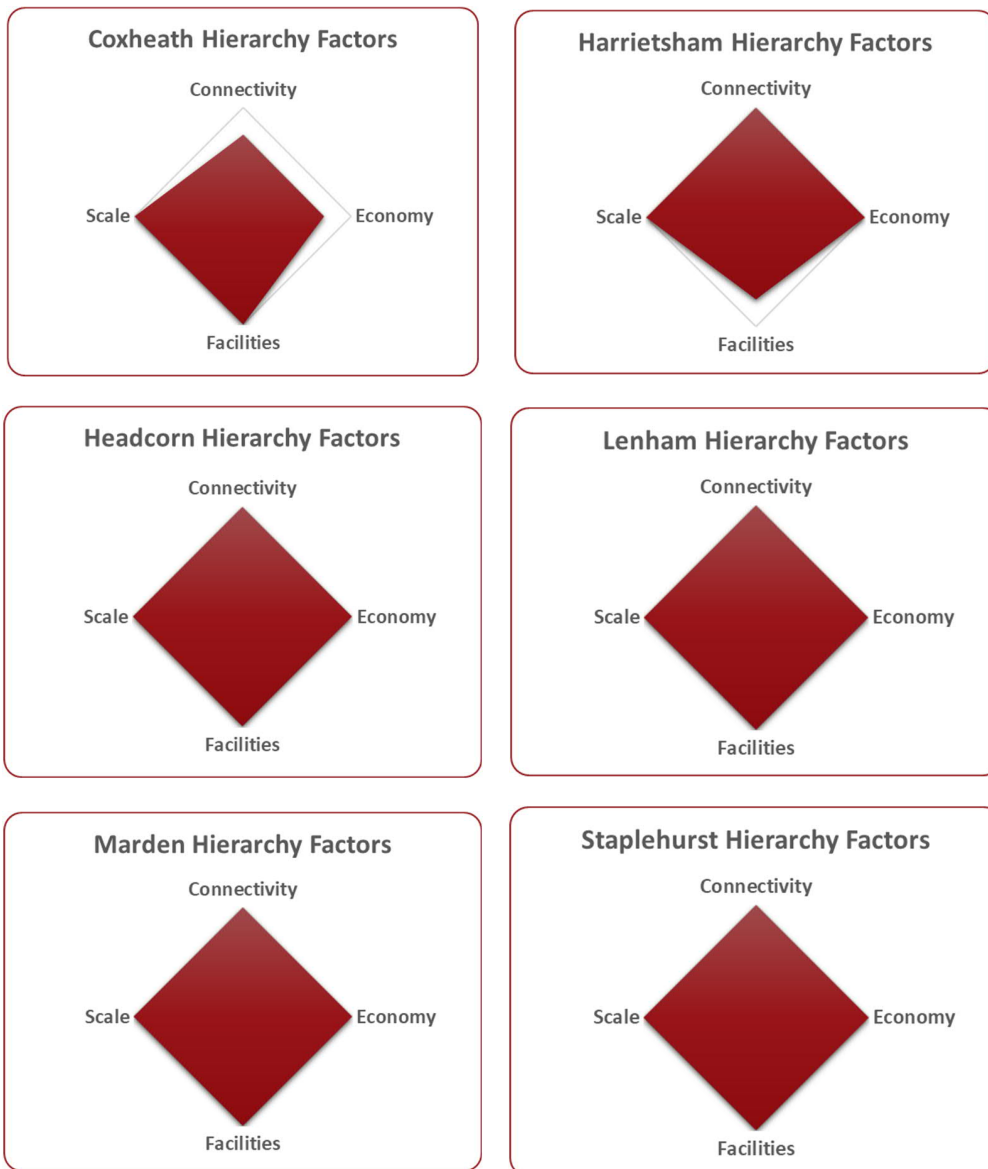 Coxheath Hierarchy Factors
Connectivity
Scale
Economy
Facilities
Harrietsham Hierarchy Factors
Connectivity
Scale
Economy
Facilities
Headcorn Hierarchy Factors
Connectivity
Scale
Economy
Facilities
Lenham Hierarchy Factors
Connectivity
Scale
Economy
Facilities
Marden Hierarchy Factors
Connectivity
Scale
Economy
Facilities
Staplehurst Hierarchy Factors
Connectivity
Scale
Economy
Facilities